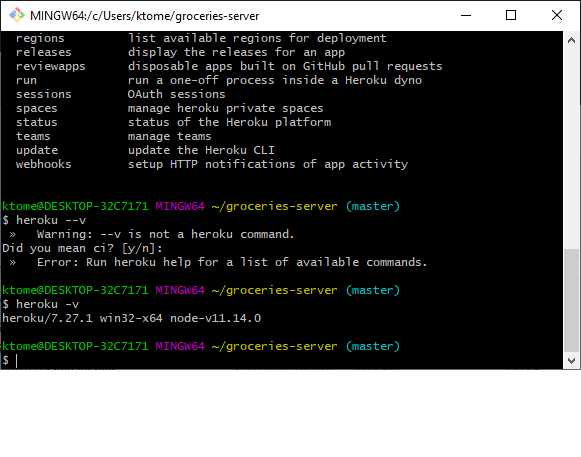 MINGW64:/c/Users/ktome/groceries-server
regions list available regions for deployment
releases display the releases for an app
reviewapps disposable apps built on GitHub pull requests
run run a one-off process inside a Heroku dyno
sessions OAuth sessions
spaces manage heroku private spaces
status status of the Heroku platform
teams manage teams
update update the Heroku CLI
webhooks setup HTTP notifications of app activity
ktome@DESKTOP-32C7171 MINGW64 ~/groceries-server (master)
$ heroku --v
» Warning: --v is not a heroku command.
Did you mean ci? [y/n]:
» Error: Run heroku help for a list of available commands.
ktome@DESKTOP-32C7171 MINGW64 ~/groceries-server (master)
$ heroku -v
heroku/7.27.1 win32-x64 node-v11.14.0
ktome@DESKTOP-32C7171 MINGW64 ~/groceries-server (master)
$